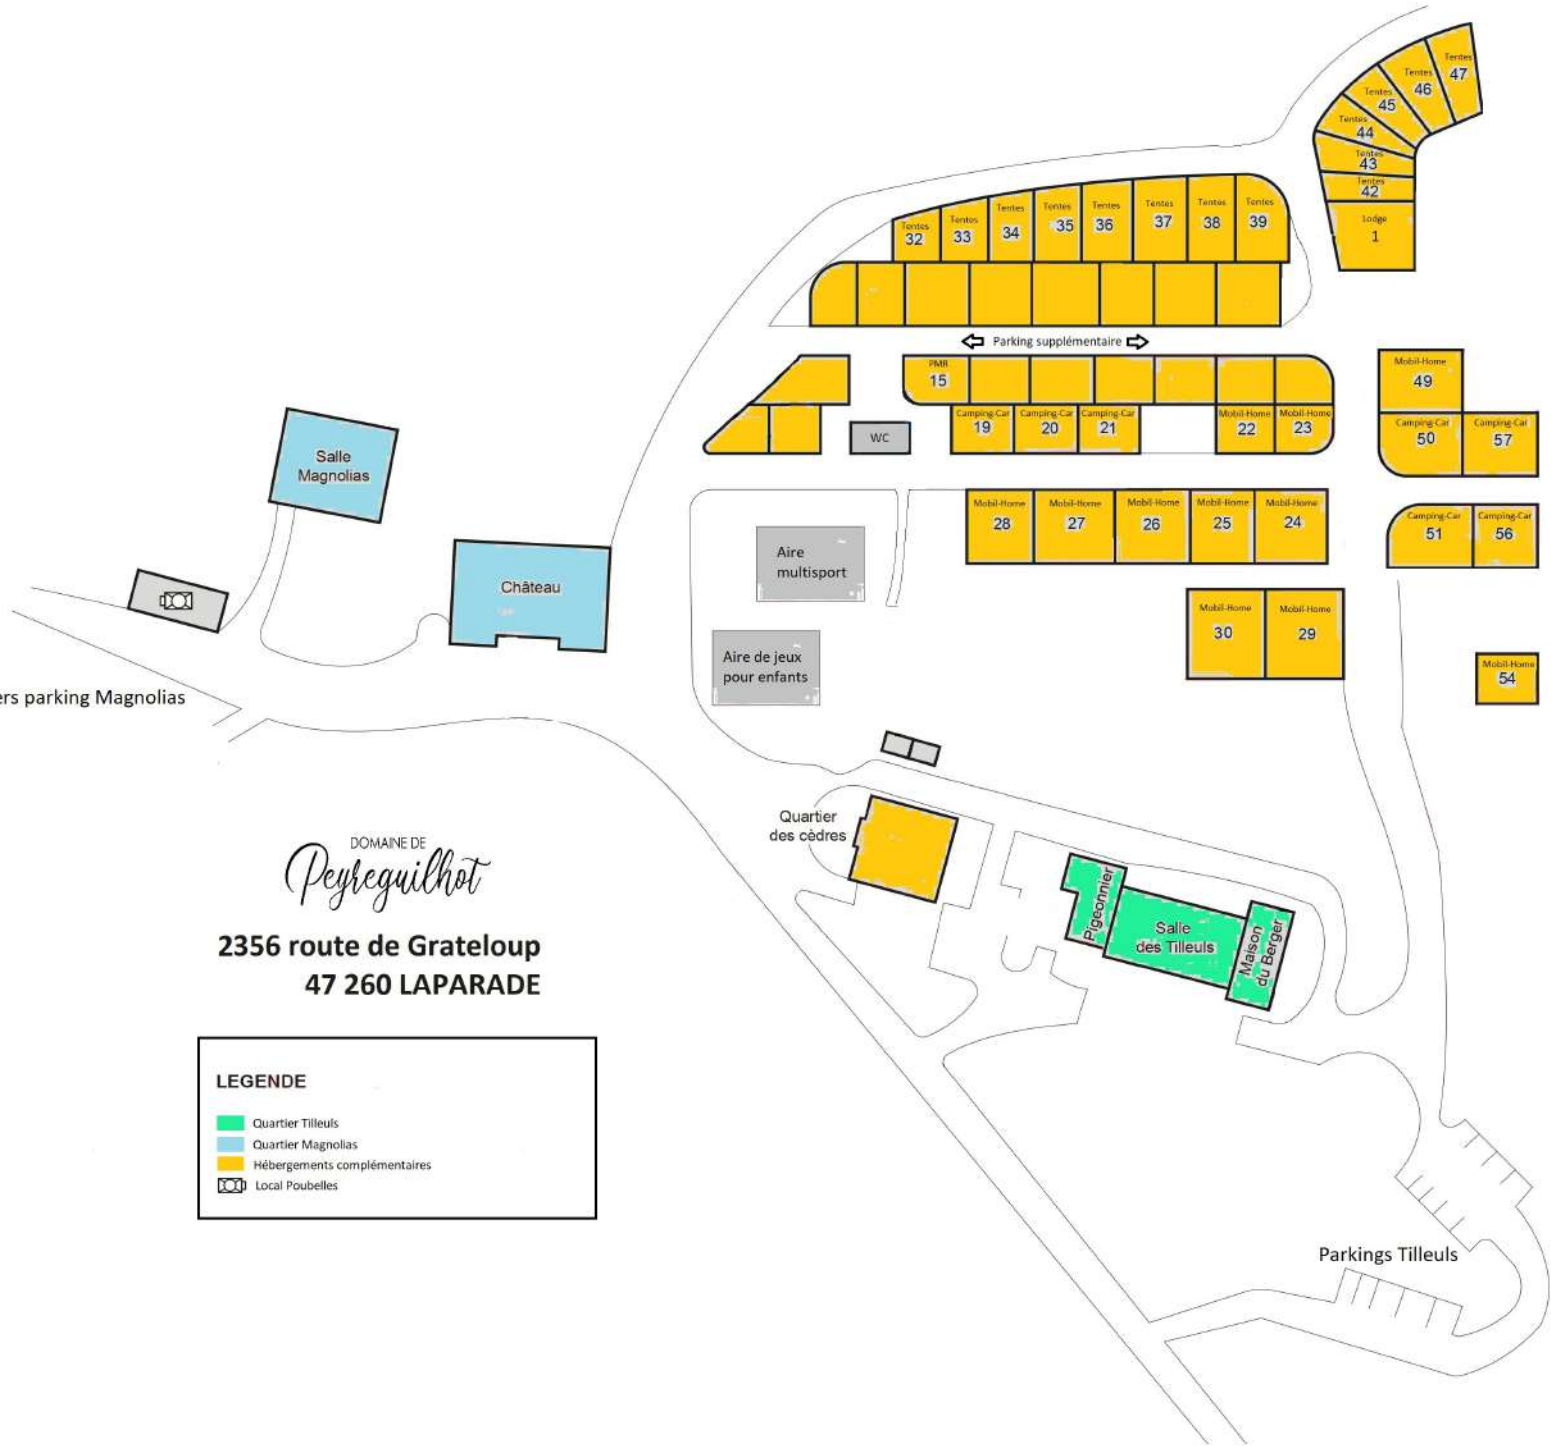 Tentes
47
Tentes
46
Tentes
45
Tentes
44
Tentes
43
Tentes
42
Lodge
1
Tentes
32
Tentes
33
Tentes
34
Tentes
35
Tentes
36
Tentes
37
Tentes
38
Tentes
39
Parking supplémentaire
PMR
15
Camping-Car
19
Camping-Car
20
Camping-Car
21
Mobil-Home
22
Mobil-Home
23
WC
Mobil-Home
49
Camping-Car
50
Camping-Car
57
Camping-Car
51
Camping-Car
56
Mobil-Home
28
Mobil-Home
27
Mobil-Home
26
Mobil-Home
25
Mobil-Home
24
Mobil-Home
30
Mobil-Home
29
Mobil-Home
54
Salle
Magnolias
Château
Aire
multisport
Aire de jeux
pour enfants
ers parking Magnolias
Quartier
des cèdres
Pigeonnier
Salle
des Tilleuls
Maison
du Berger
DOMAINE DE
Peyreguilhot
2356 route de Grateloup
47 260 LAPARADE
LEGENDE
Quartier Tilleuls
Quartier Magnolias
Hébergements complémentaires
Local Poubelles
Parkings Tilleuls